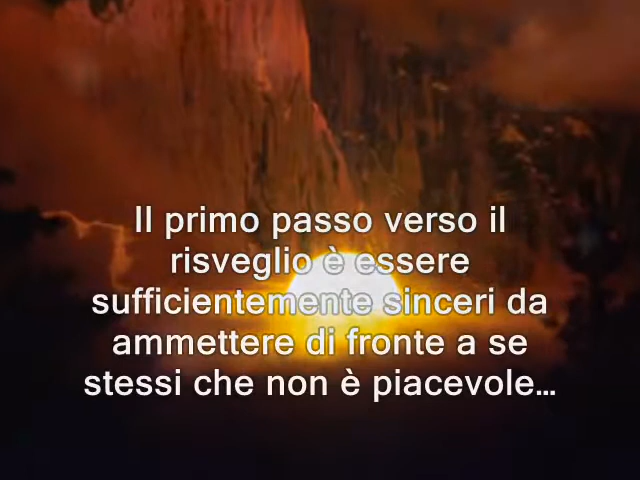 Il primo passo verso il
risveglio è essere
sufficientemente sinceri da
ammettere di fronte a se
stessi che non è piacevole...